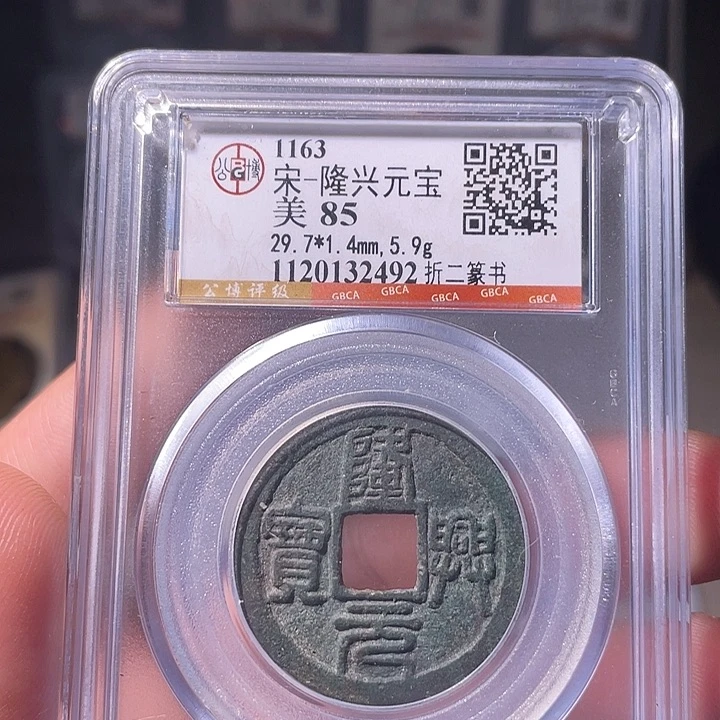 1163
宋-隆兴元宝
美 85
29.7*1.4mm,5.9g
1120132492 折二篆书
公博评级 GBCA GBCA GBCA GBCA GBCA
GBCA
隆興元寶